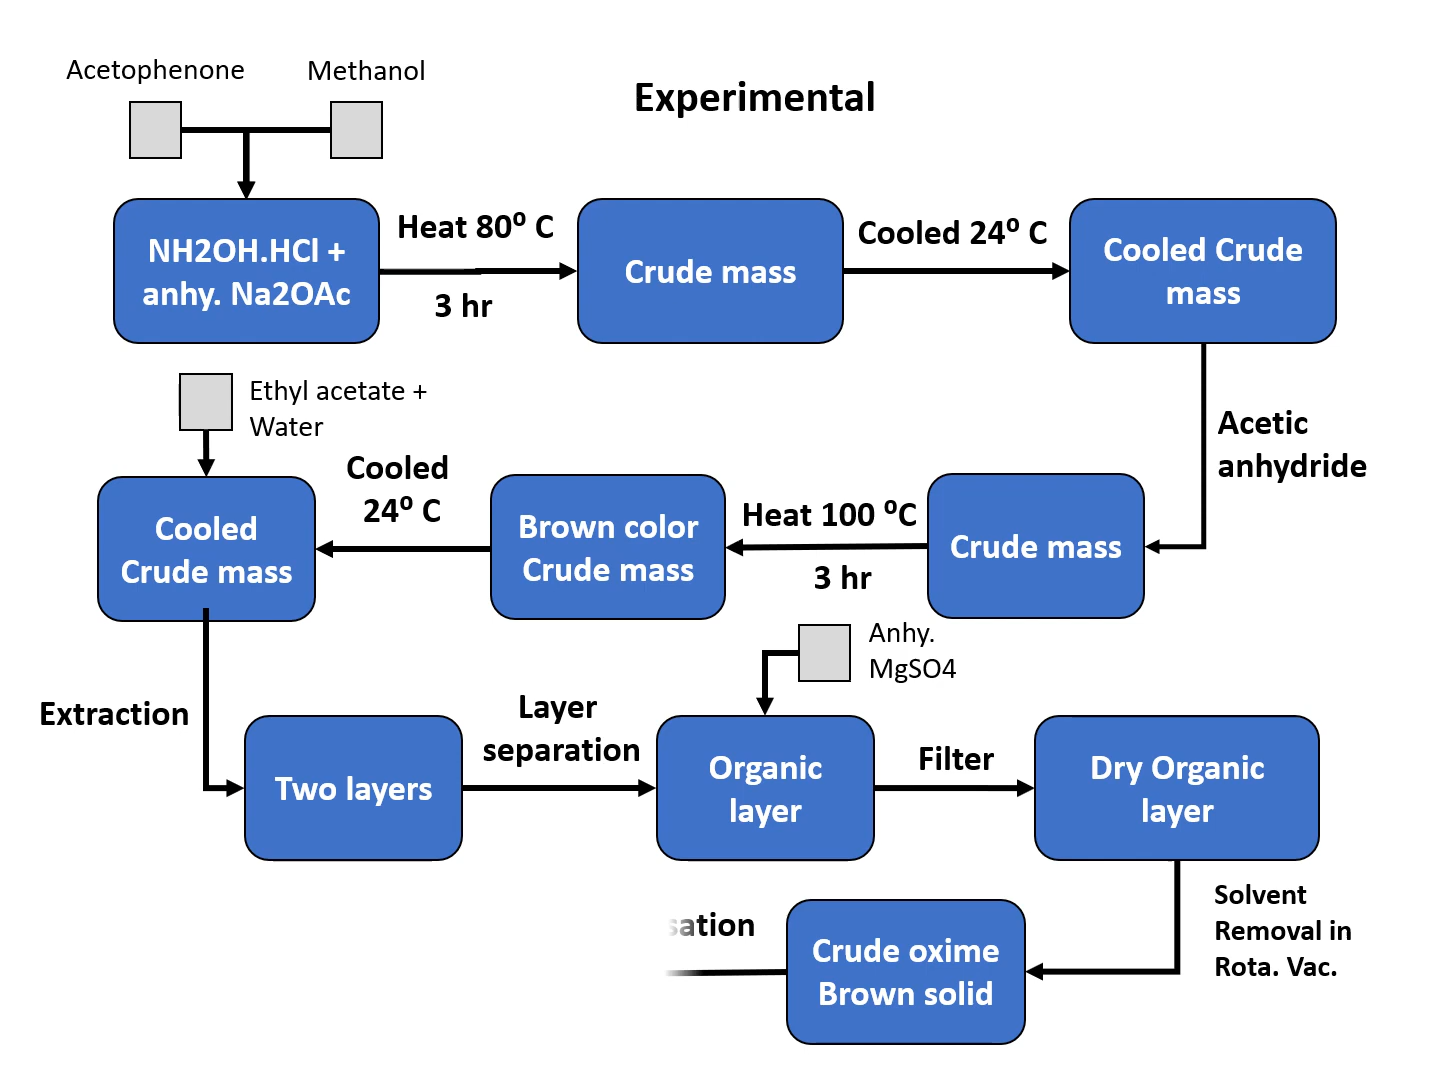 Acetophenone
Methanol
Experimental
NH2OH.HCl +
anhy. Na2OAc
Heat 80⁰ C
3 hr
Crude mass
Cooled 24⁰ C
Cooled Crude
mass
Acetic
anhydride
Crude mass
Heat 100 ⁰C
3 hr
Brown color
Crude mass
Cooled
24⁰ C
Ethyl acetate +
Water
Cooled
Crude mass
Extraction
Two layers
Layer
separation
Anhy.
MgSO4
Organic
layer
Filter
Dry Organic
layer
Solvent
Removal in
Rota. Vac.
Crude oxime
Brown solid